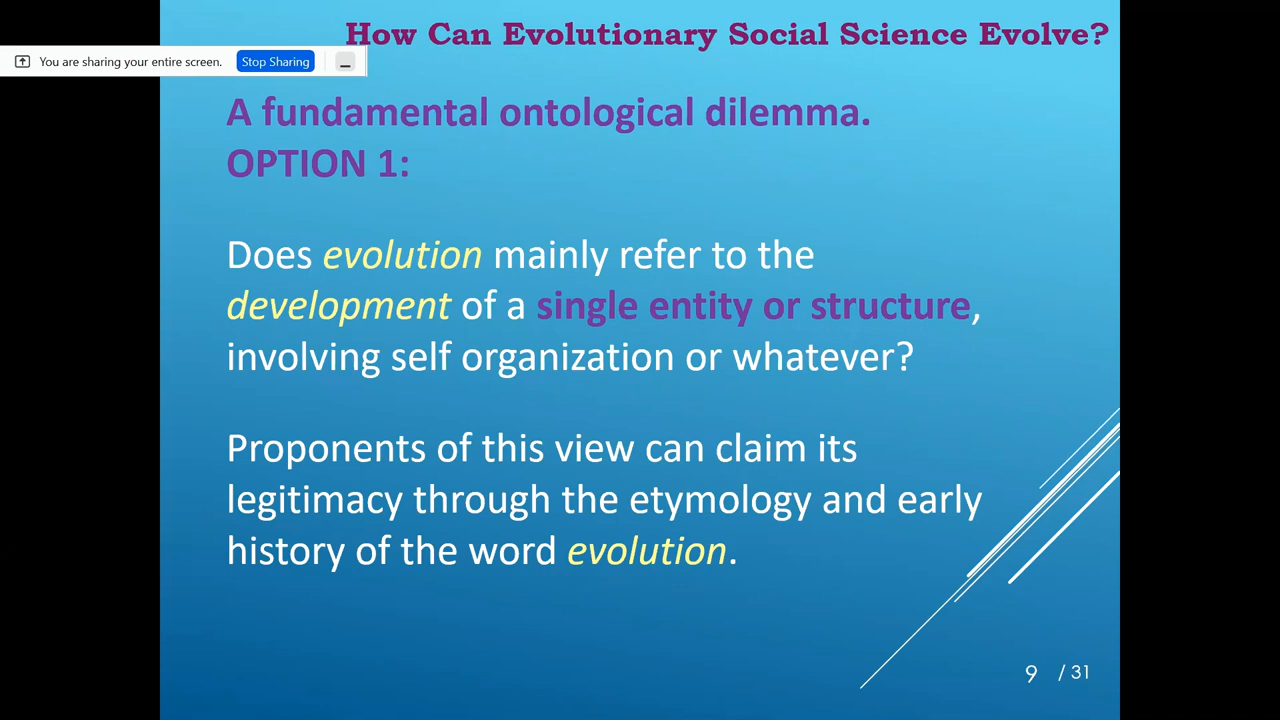 How Can Evolutionary Social Science Evolve?
You are sharing your entire screen. Stop Sharing
A fundamental ontological dilemma.
OPTION 1:
Does evolution mainly refer to the
development of a single entity or structure,
involving self organization or whatever?
Proponents of this view can claim its
legitimacy through the etymology and early
history of the word evolution.
9 / 31